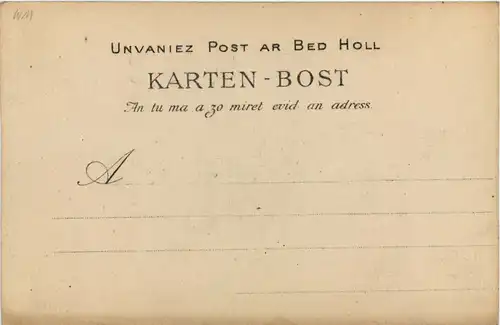 UNVANIEZ POST AR BED HOLL
KARTEN-BOST
An tu ma a zo miret evid an adress.
A